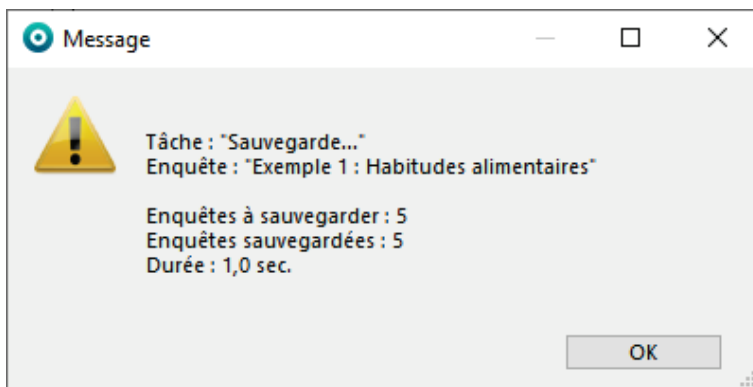 Message
Tâche : "Sauvegarde..."
Enquête : "Exemple 1 : Habitudes alimentaires"
Enquêtes à sauvegarder : 5
Enquêtes sauvegardées : 5
Durée : 1,0 sec.
OK